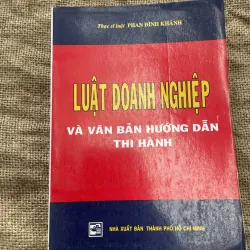 Thạc sĩ luật PHAN ĐÌNH KHÁNH
LUẬT DOANH NGHIỆP
VÀ VĂN BẢN HƯỚNG DẪN
THI HÀNH
NHÀ XUẤT BẢN THÀNH PHỐ HỒ CHÍ MINH